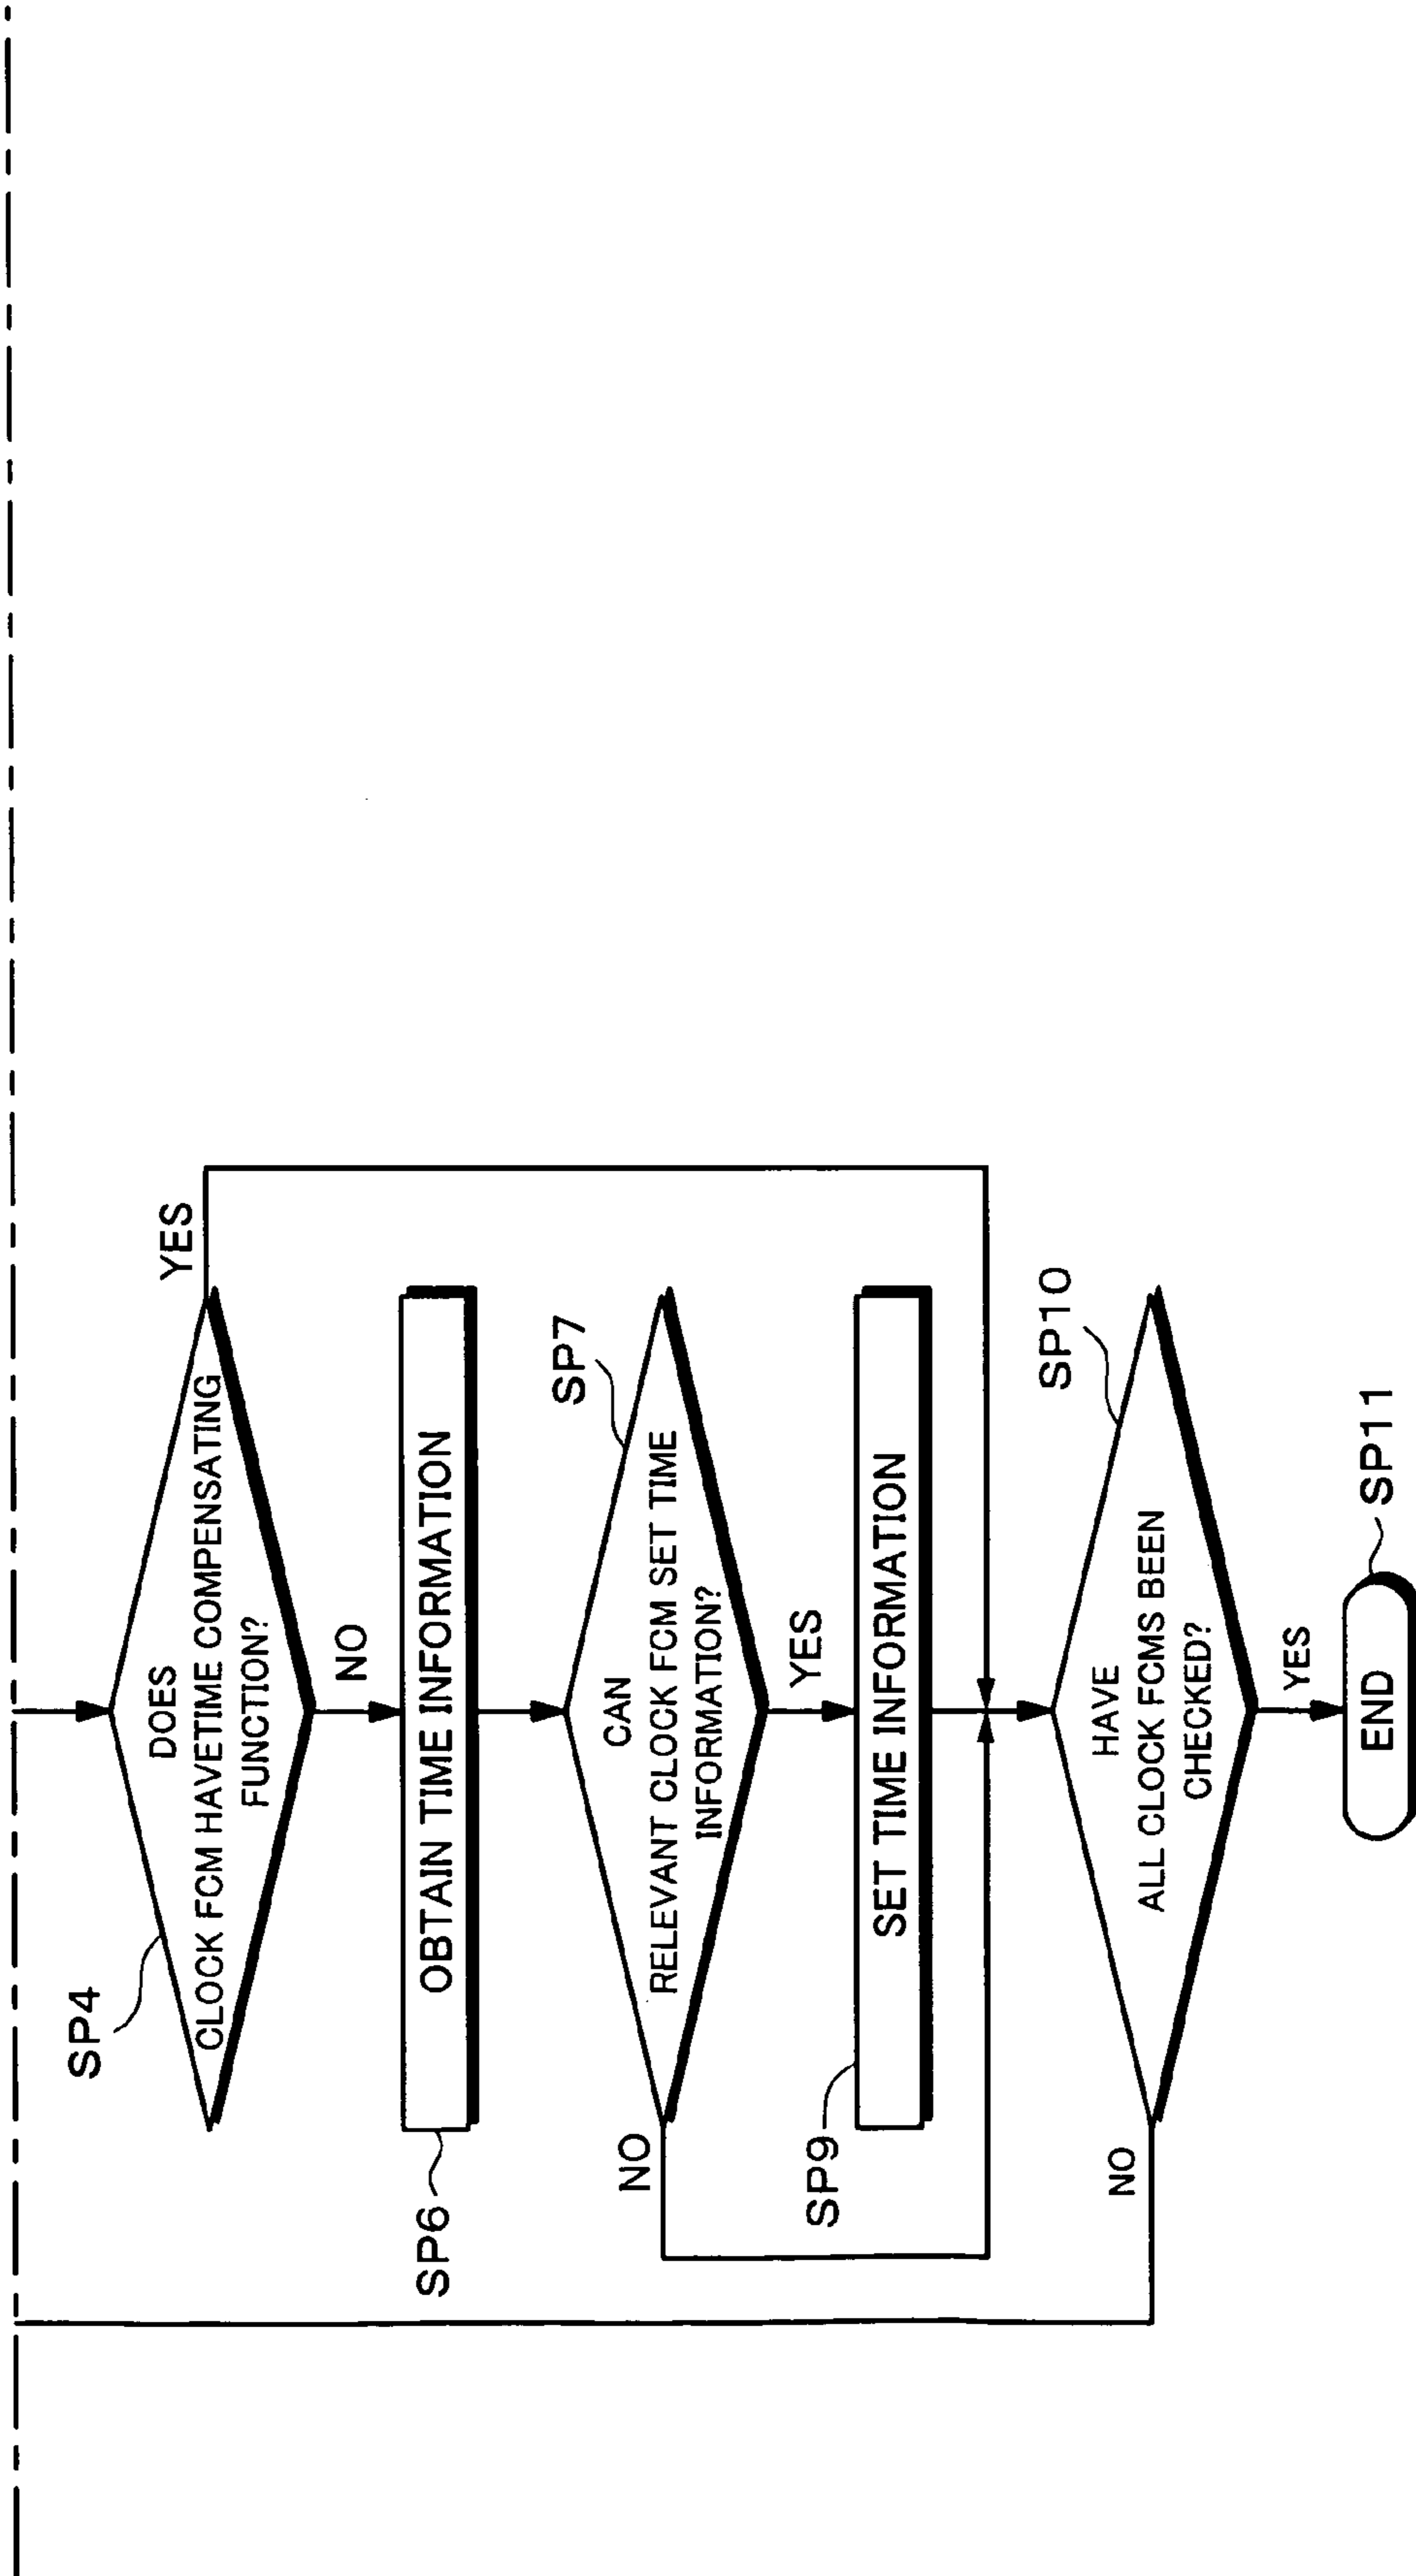 SP4
DOES
CLOCK FCM HAVETIME COMPENSATING
FUNCTION?
YES
NO
SP6
OBTAIN TIME INFORMATION
SP7
CAN
RELEVANT CLOCK FCM SET TIME
INFORMATION?
NO
YES
SP9
SET TIME INFORMATION
SP10
HAVE
ALL CLOCK FCMS BEEN
CHECKED?
NO
YES
END
SP11